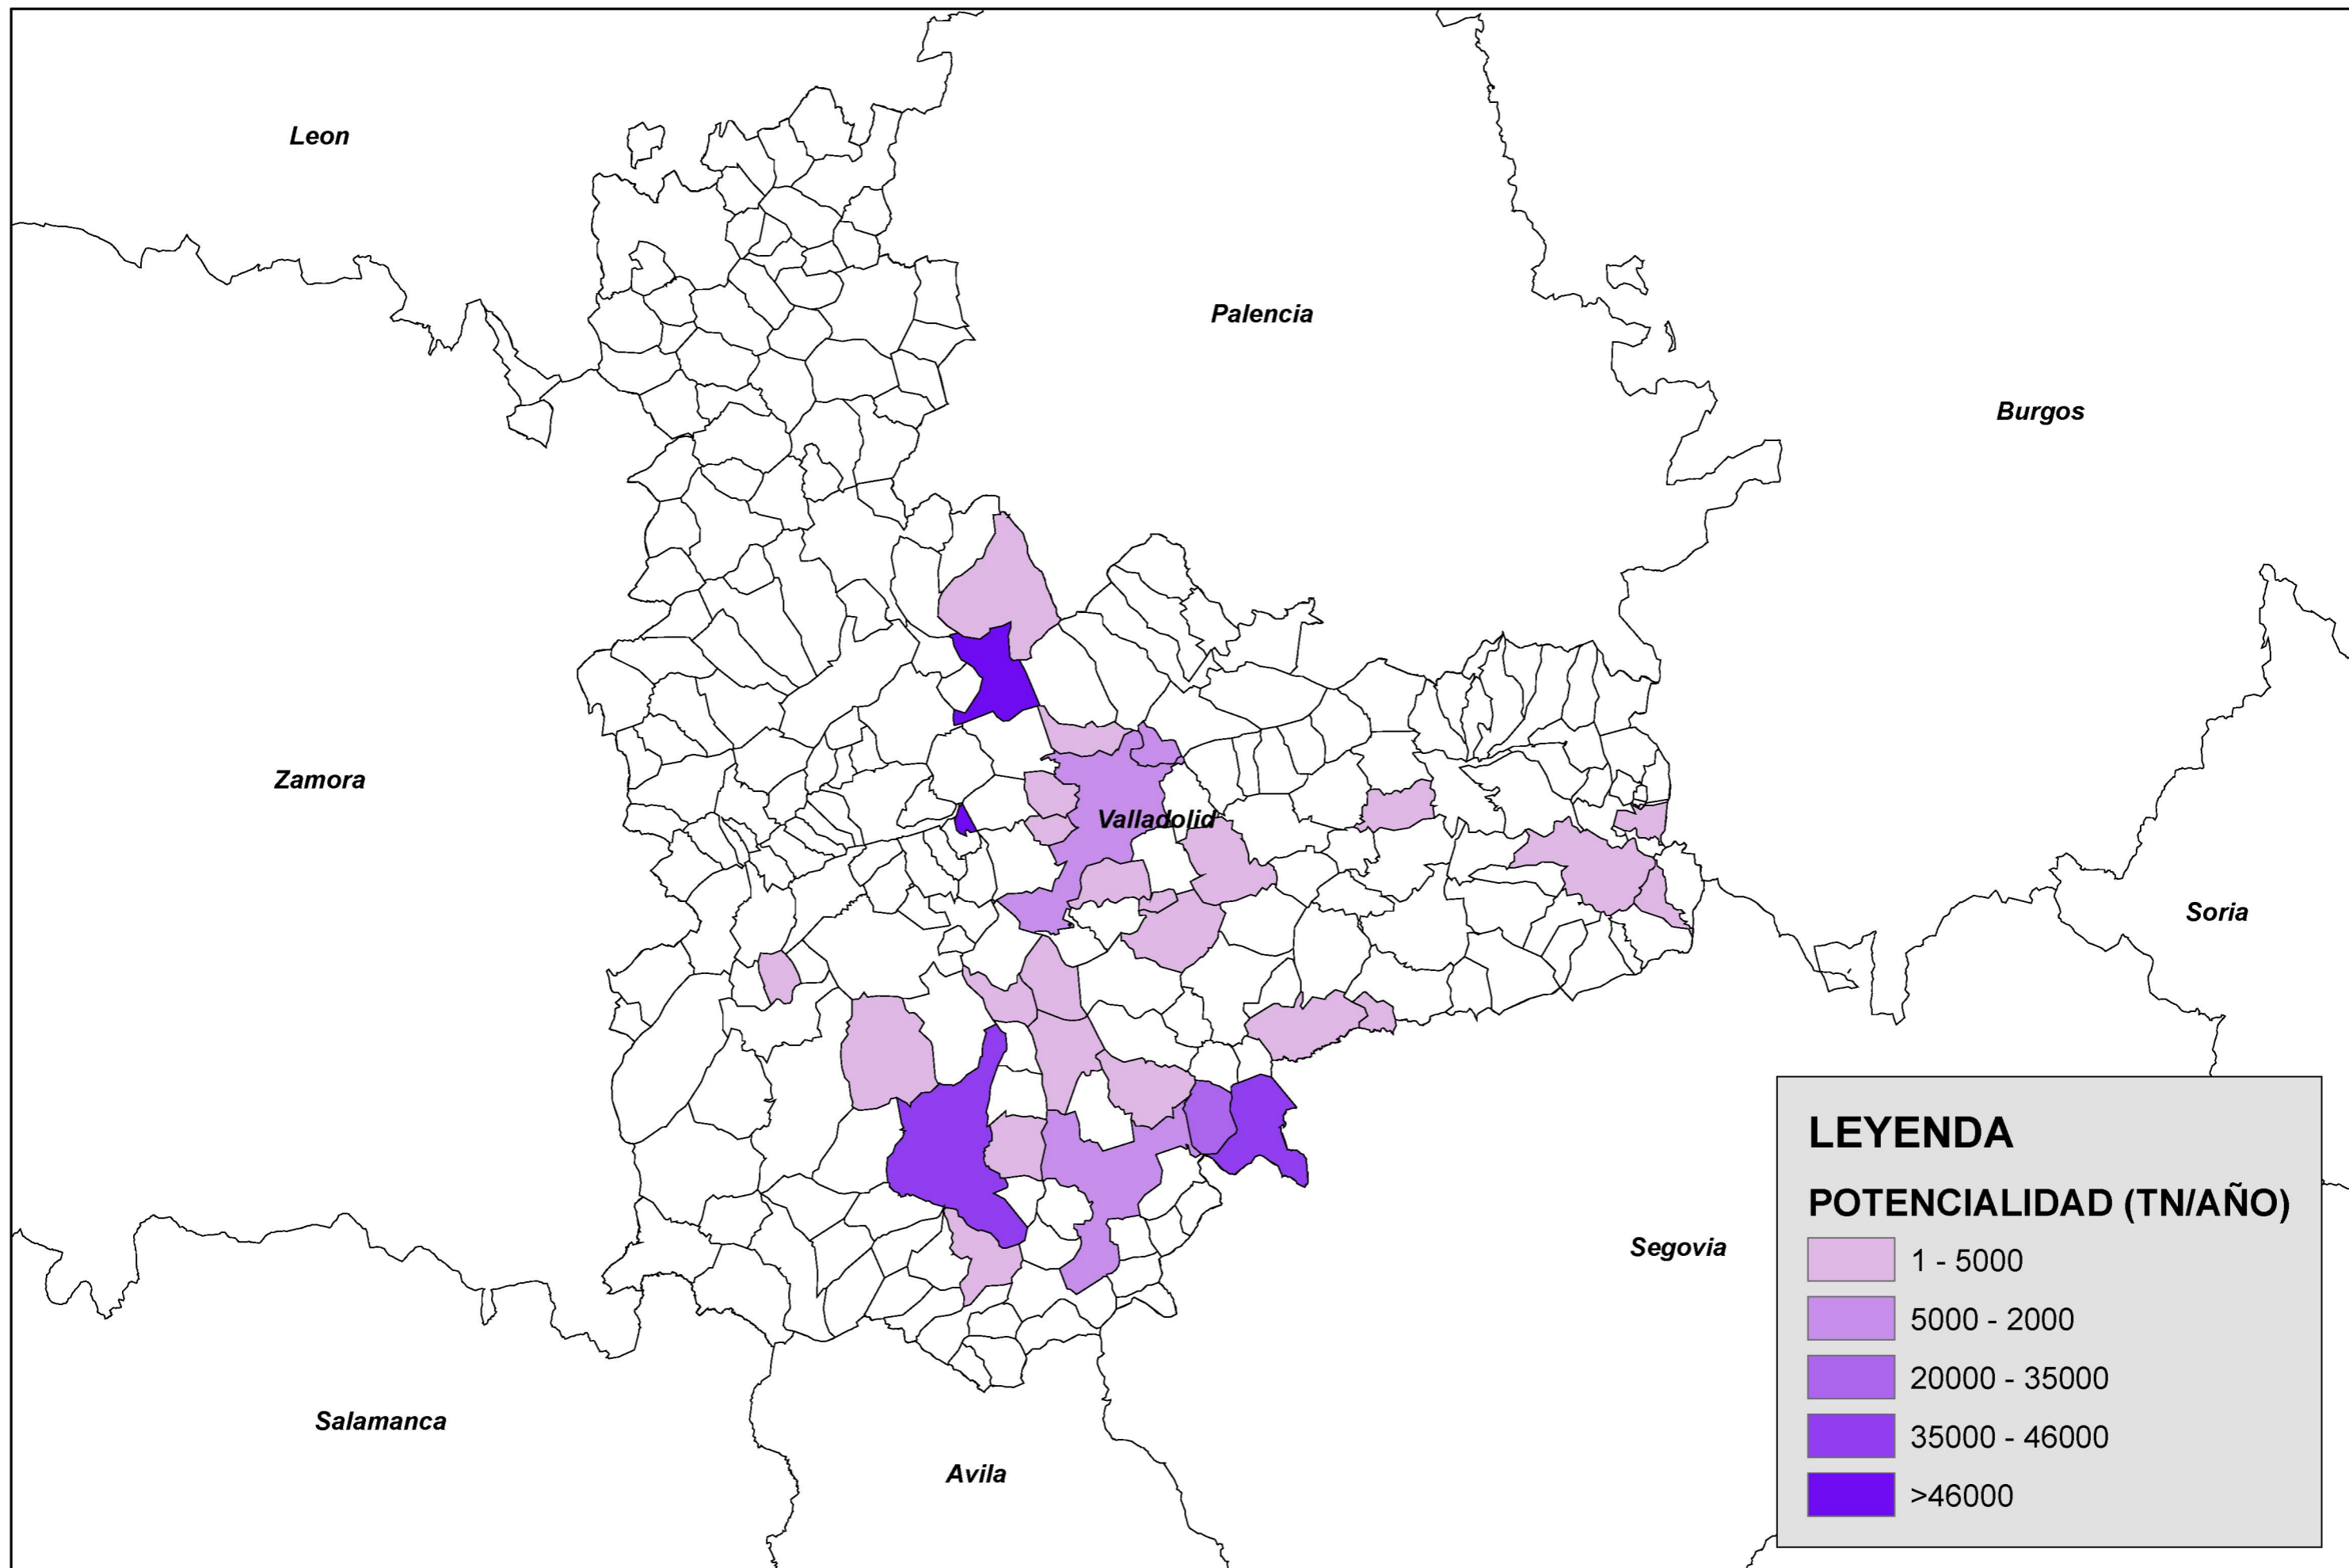 Leon
Palencia
Burgos
Zamora
Valladolid
Soria
Segovia
Salamanca
Avila
LEYENDA
POTENCIALIDAD (TN/AÑO)
1 - 5000
5000 - 2000
20000 - 35000
35000 - 46000
>46000